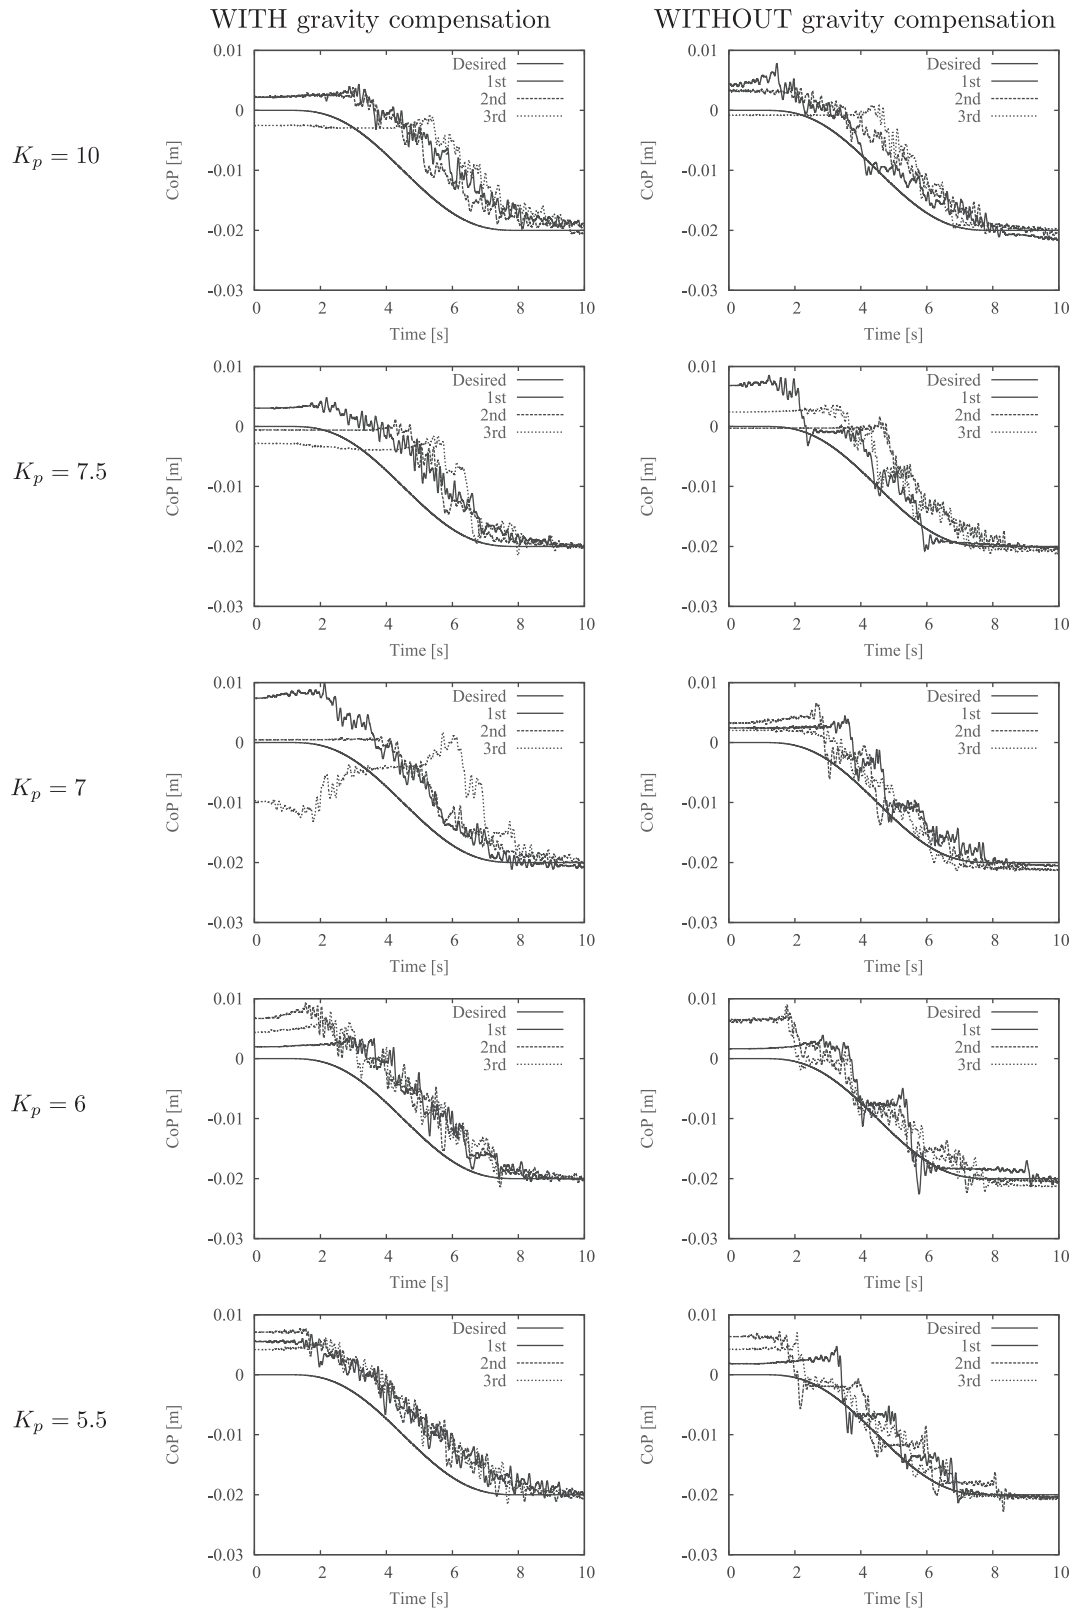 WITH gravity compensation
WITHOUT gravity compensation
K_p = 10
0.01
0
-0.01
-0.02
-0.03
CoP [m]
Desired
1st
2nd
3rd
0 2 4 6 8 10
Time [s]
0.01
0
-0.01
-0.02
-0.03
CoP [m]
Desired
1st
2nd
3rd
0 2 4 6 8 10
Time [s]
K_p = 7.5
0.01
0
-0.01
-0.02
-0.03
CoP [m]
Desired
1st
2nd
3rd
0 2 4 6 8 10
Time [s]
0.01
0
-0.01
-0.02
-0.03
CoP [m]
Desired
1st
2nd
3rd
0 2 4 6 8 10
Time [s]
K_p = 7
0.01
0
-0.01
-0.02
-0.03
CoP [m]
Desired
1st
2nd
3rd
0 2 4 6 8 10
Time [s]
0.01
0
-0.01
-0.02
-0.03
CoP [m]
Desired
1st
2nd
3rd
0 2 4 6 8 10
Time [s]
K_p = 6
0.01
0
-0.01
-0.02
-0.03
CoP [m]
Desired
1st
2nd
3rd
0 2 4 6 8 10
Time [s]
0.01
0
-0.01
-0.02
-0.03
CoP [m]
Desired
1st
2nd
3rd
0 2 4 6 8 10
Time [s]
K_p = 5.5
0.01
0
-0.01
-0.02
-0.03
CoP [m]
Desired
1st
2nd
3rd
0 2 4 6 8 10
Time [s]
0.01
0
-0.01
-0.02
-0.03
CoP [m]
Desired
1st
2nd
3rd
0 2 4 6 8 10
Time [s]